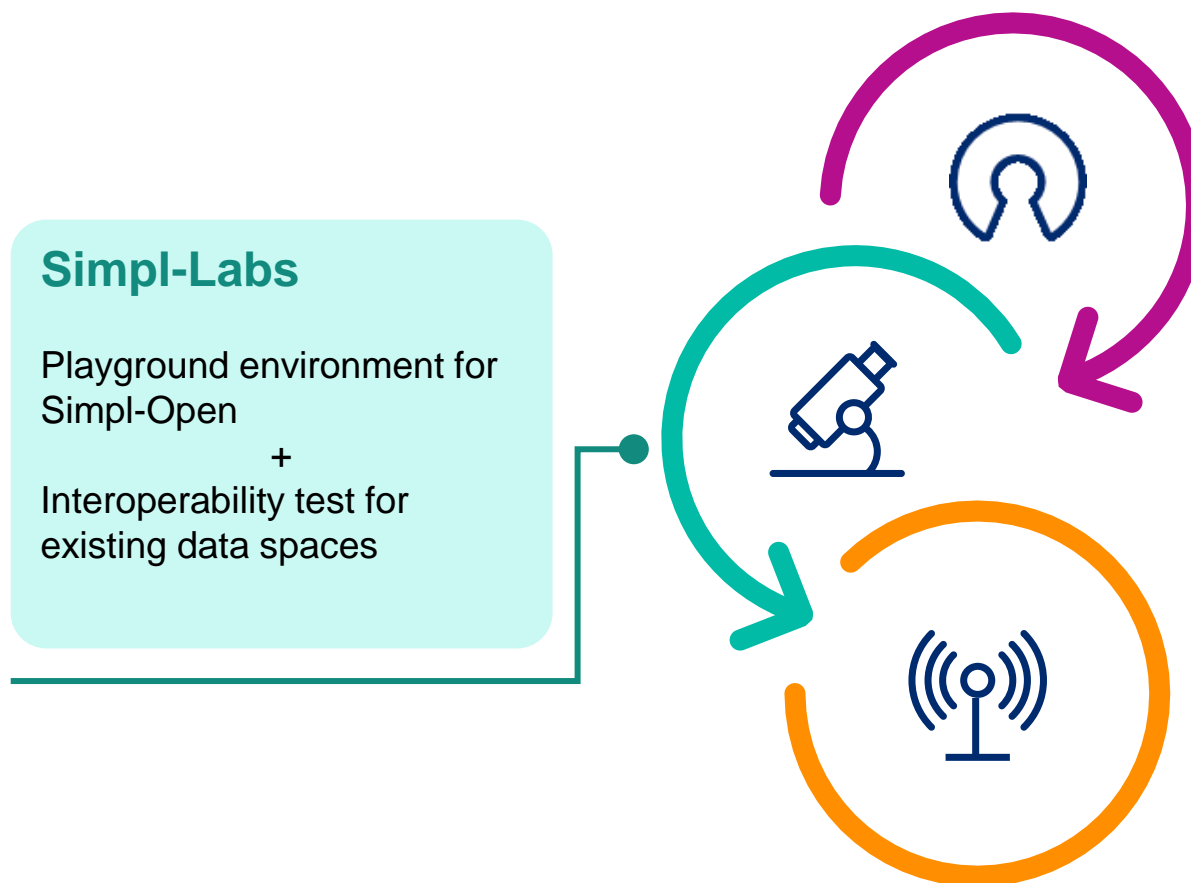 Simpl-Labs
Playground environment for
Simpl-Open
+
Interoperability test for
existing data spaces